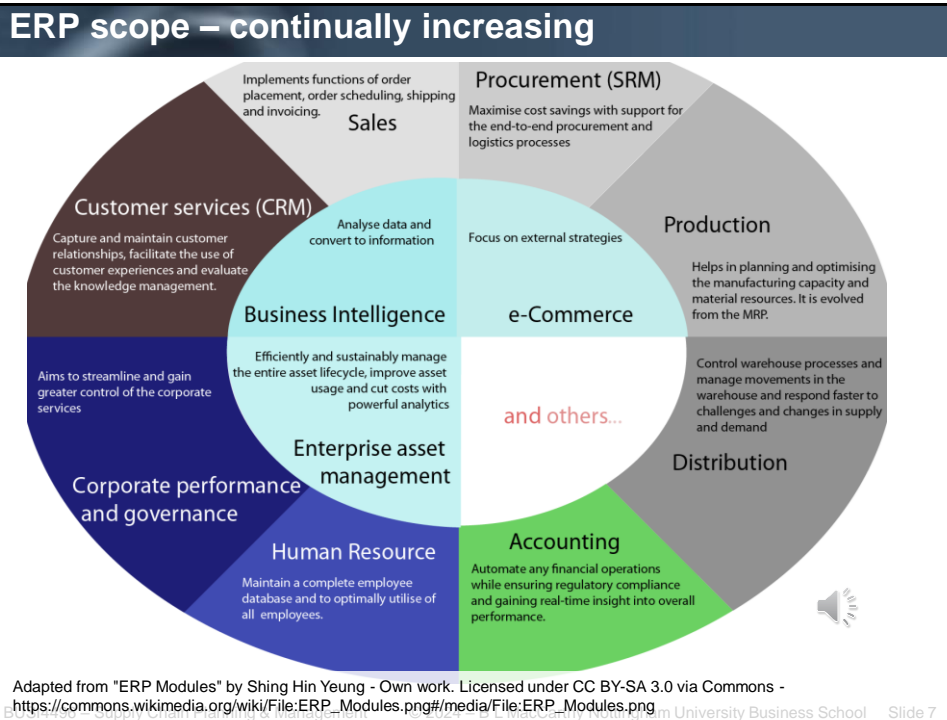 ERP scope – continually increasing
Implements functions of order
placement, order scheduling, shipping
and invoicing.
Sales
Procurement (SRM)
Maximise cost savings with support for
the end-to-end procurement and
logistics processes
Customer services (CRM)
Capture and maintain customer
relationships, facilitate the use of
customer experiences and evaluate
the knowledge management.
Analyse data and
convert to information
Business Intelligence
Focus on external strategies
e-Commerce
Production
Helps in planning and optimising
the manufacturing capacity and
material resources. It is evolved
from the MRP.
Aims to streamline and gain
greater control of the corporate
services
Corporate performance
and governance
Efficiently and sustainably manage
the entire asset lifecycle, improve asset
usage and cut costs with
powerful analytics
Enterprise asset
management
and others...
Control warehouse processes and
manage movements in the
warehouse and respond faster to
challenges and changes in supply
and demand
Distribution
Human Resource
Maintain a complete employee
database and to optimally utilise of
all employees.
Accounting
Automate any financial operations
while ensuring regulatory compliance
and gaining real-time insight into overall
performance.
Adapted from "ERP Modules" by Shing Hin Yeung - Own work. Licensed under CC BY-SA 3.0 via Commons -
https://commons.wikimedia.org/wiki/File:ERP_Modules.png#/media/File:ERP_Modules.png
BUSI4496 – Supply Chain Planning & Management © 2024 – B L MacCarthy Nottingham University Business School Slide 7